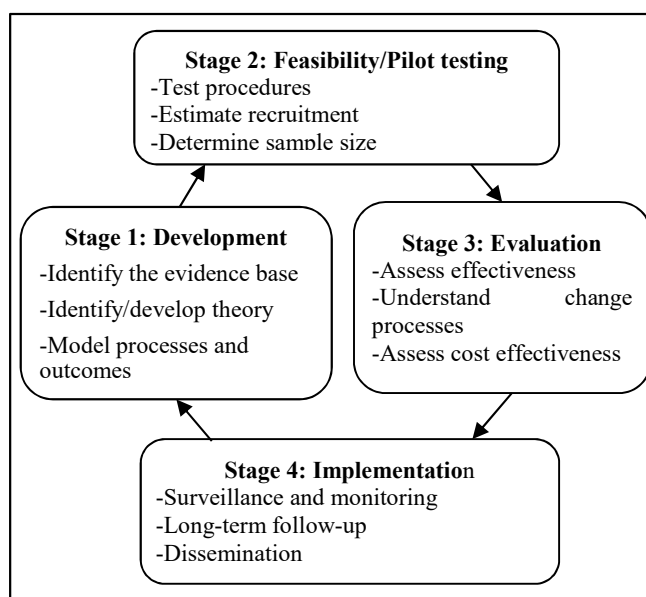 Stage 2: Feasibility/Pilot testing
-Test procedures
-Estimate recruitment
-Determine sample size
Stage 1: Development
-Identify the evidence base
-Identify/develop theory
-Model processes and
outcomes
Stage 3: Evaluation
-Assess effectiveness
-Understand change
processes
-Assess cost effectiveness
Stage 4: Implementation
-Surveillance and monitoring
-Long-term follow-up
-Dissemination